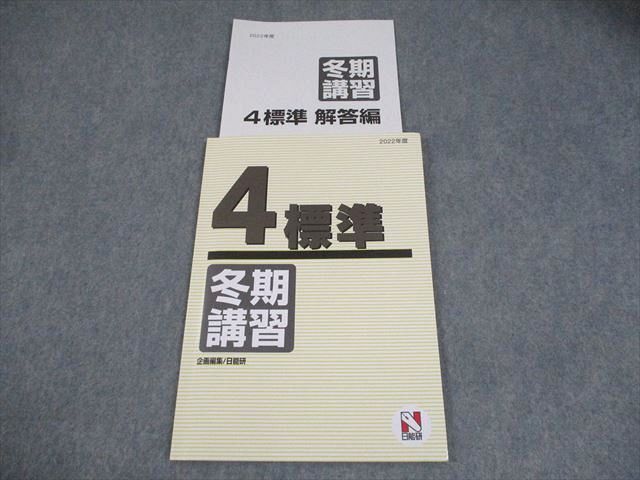 2022年度
冬期
講習
4標準 解答編
2022年度
4標準
冬期
講習
企画編集/日能研
N
日能研